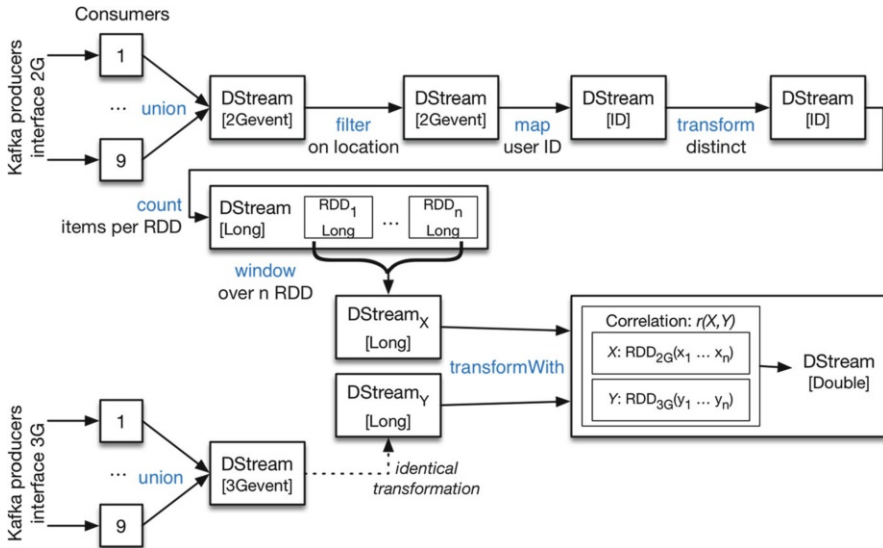 Consumers
Kafka producers
interface 2G
1
...
9
union
DStream
[2Gevent]
filter
on location
DStream
[2Gevent]
map
user ID
DStream
[ID]
transform
distinct
DStream
[ID]
count
items per RDD
DStream
[Long]
RDD1
Long
...
RDDn
Long
window
over n RDD
DStreamX
[Long]
transformWith
DStreamY
[Long]
Correlation: r(X,Y)
X: RDD2G(x1 ... xn)
Y: RDD3G(y1 ... yn)
DStream
[Double]
Kafka producers
interface 3G
1
...
9
union
DStream
[3Gevent]
identical
transformation